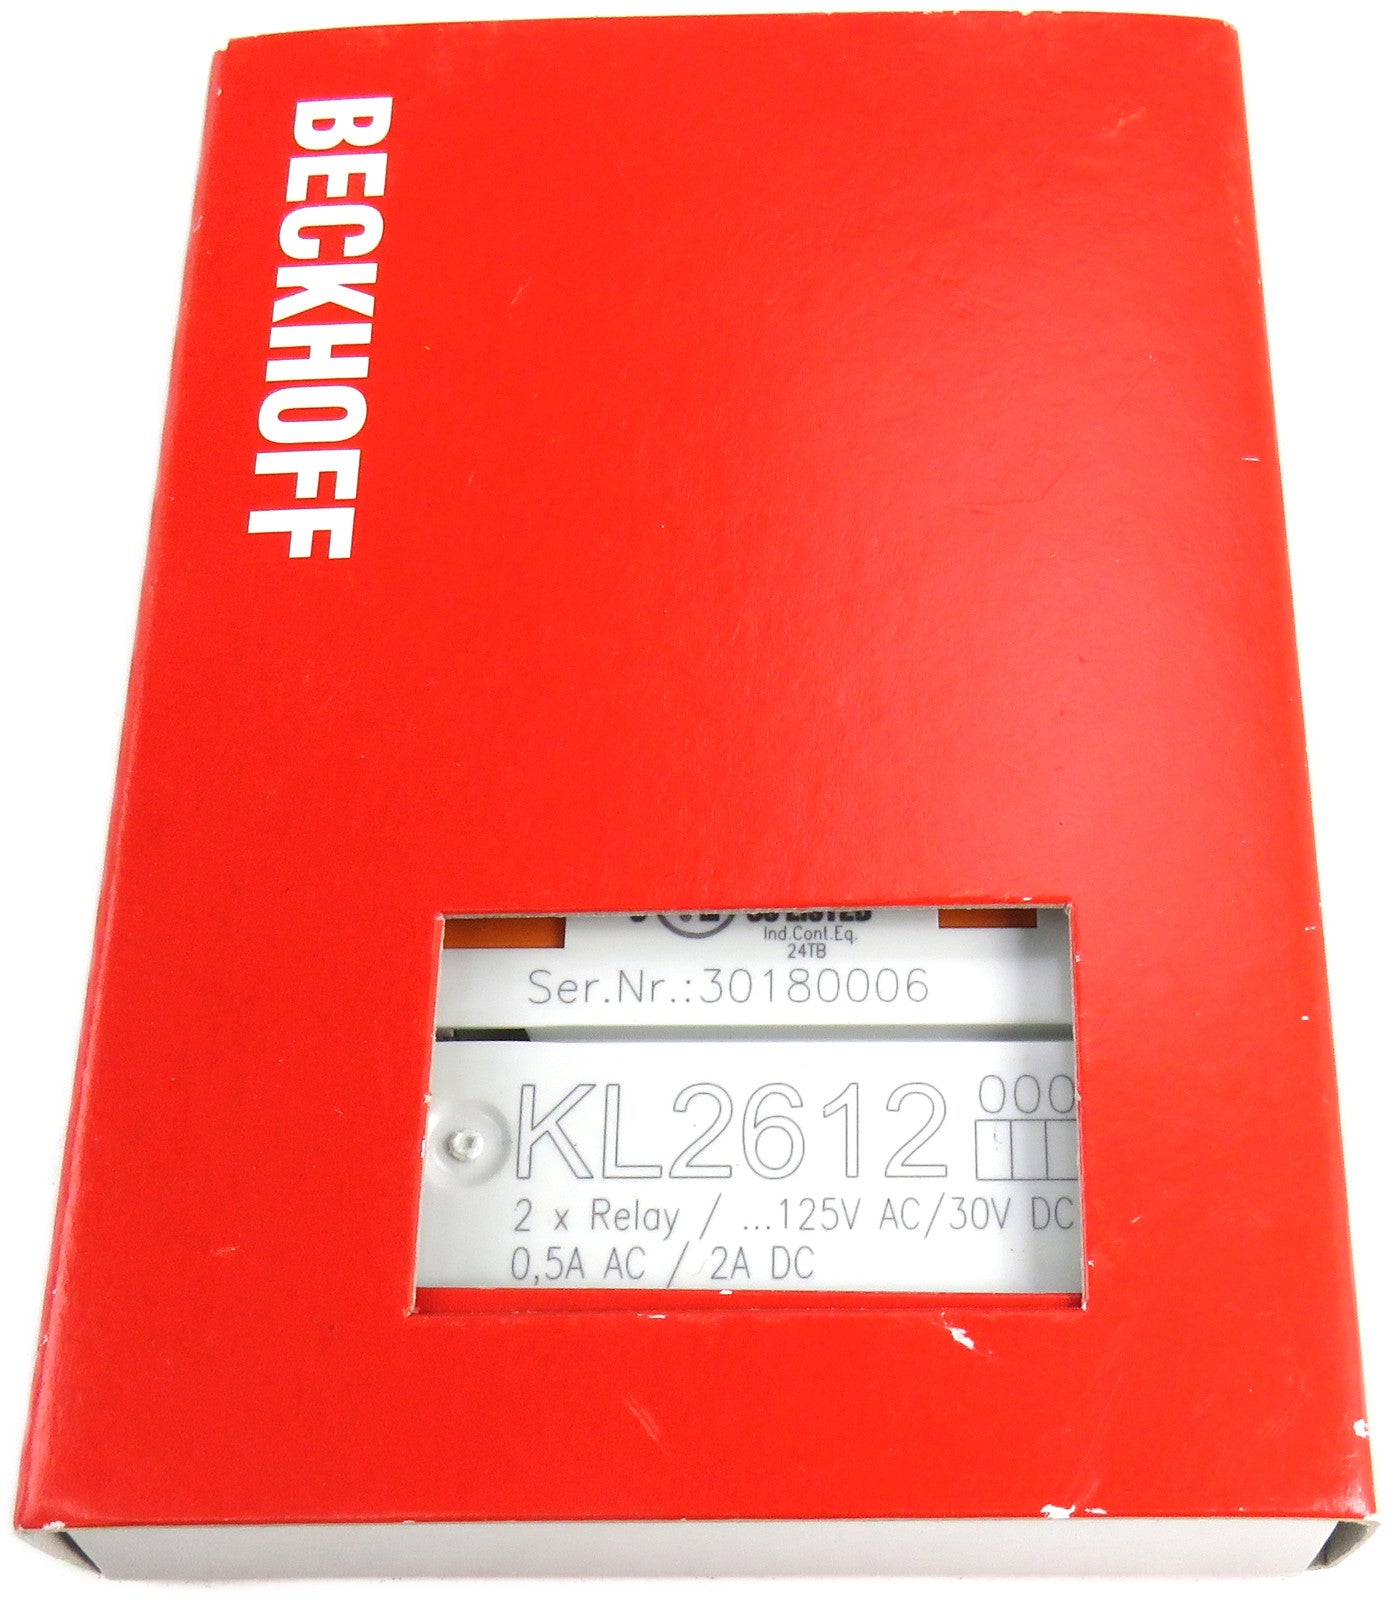 BECKHOFF
LISTED
Ind.Cont.Eq.
24TB
Ser.Nr.:30180006
KL2612 000
2 x Relay / ...125V AC/30V DC
0,5A AC / 2A DC